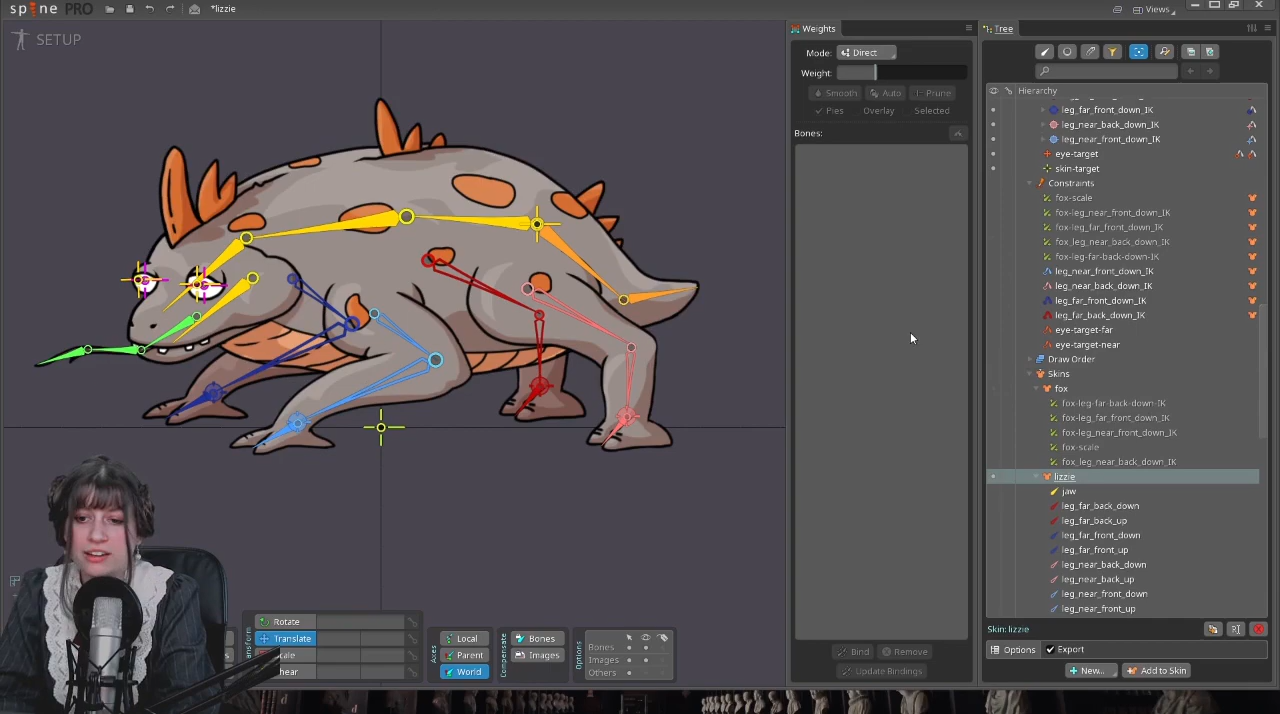 spine PRO
*lizzie
Views
SETUP
Weights
Mode:
Direct
Weight:
Smooth
Auto
Prune
Pies
Overlay
Selected
Bones:
Bind
Remove
Update Bindings
Tree
Hierarchy
leg_far_front_down_IK
leg_near_back_down_IK
leg_near_front_down_IK
eye-target
skin-target
Constraints
fox-scale
fox-leg_near_front_down_IK
fox-leg_far_front_down_IK
fox_leg_near_back_down_IK
fox-leg-far-back-down-IK
leg_near_front_down_IK
leg_near_back_down_IK
leg_far_front_down_IK
leg_far_back_down_IK
eye-target-far
eye-target-near
Draw Order
Skins
fox
fox-leg-far-back-down-IK
fox-leg_far_front_down_IK
fox-leg_near_front_down_IK
fox-scale
fox_leg_near_back_down_IK
lizzie
jaw
leg_far_back_down
leg_far_back_up
leg_far_front_down
leg_far_front_up
leg_near_back_down
leg_near_back_up
leg_near_front_down
leg_near_front_up
Skin: lizzie
Options
Export
New...
Add to Skin
Rotate
Translate
Axes
Local
Parent
World
Compensate
Bones
Images
Options
Bones
Images
Others